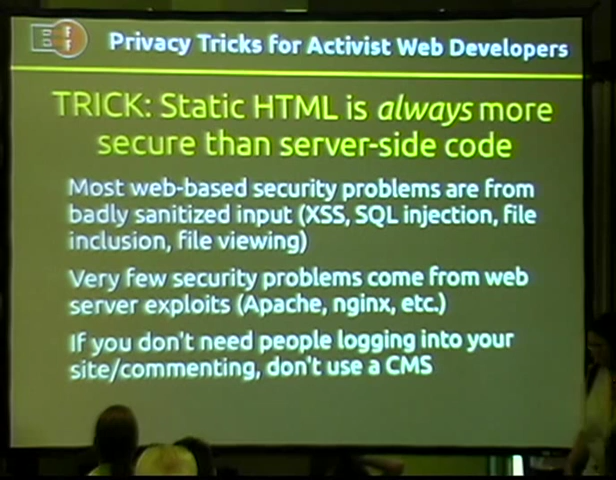 E
F
F
Privacy Tricks for Activist Web Developers
TRICK: Static HTML is always more
secure than server-side code
Most web-based security problems are from
badly sanitized input (XSS, SQL injection, file
inclusion, file viewing)
Very few security problems come from web
server exploits (Apache, nginx, etc.)
If you don't need people logging into your
site/commenting, don't use a CMS